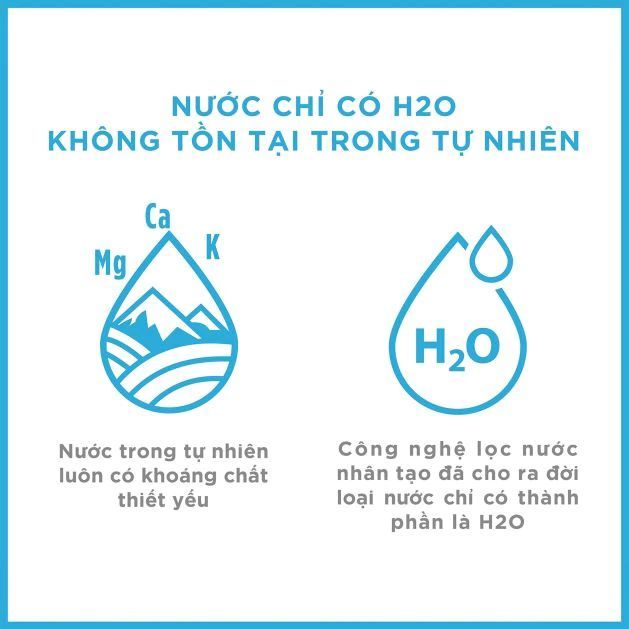 NƯỚC CHỈ CÓ H2O
KHÔNG TỒN TẠI TRONG TỰ NHIÊN
Ca
Mg
K
H₂O
Nước trong tự nhiên
luôn có khoáng chất
thiết yếu
Công nghệ lọc nước
nhân tạo đã cho ra đời
loại nước chỉ có thành
phần là H2O